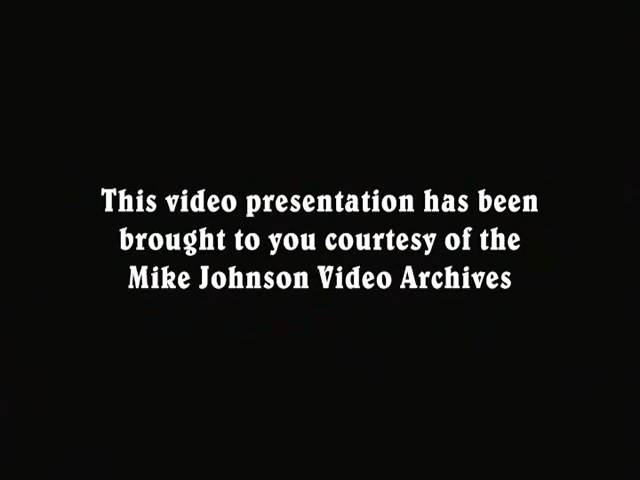 This video presentation has been
brought to you courtesy of the
Mike Johnson Video Archives